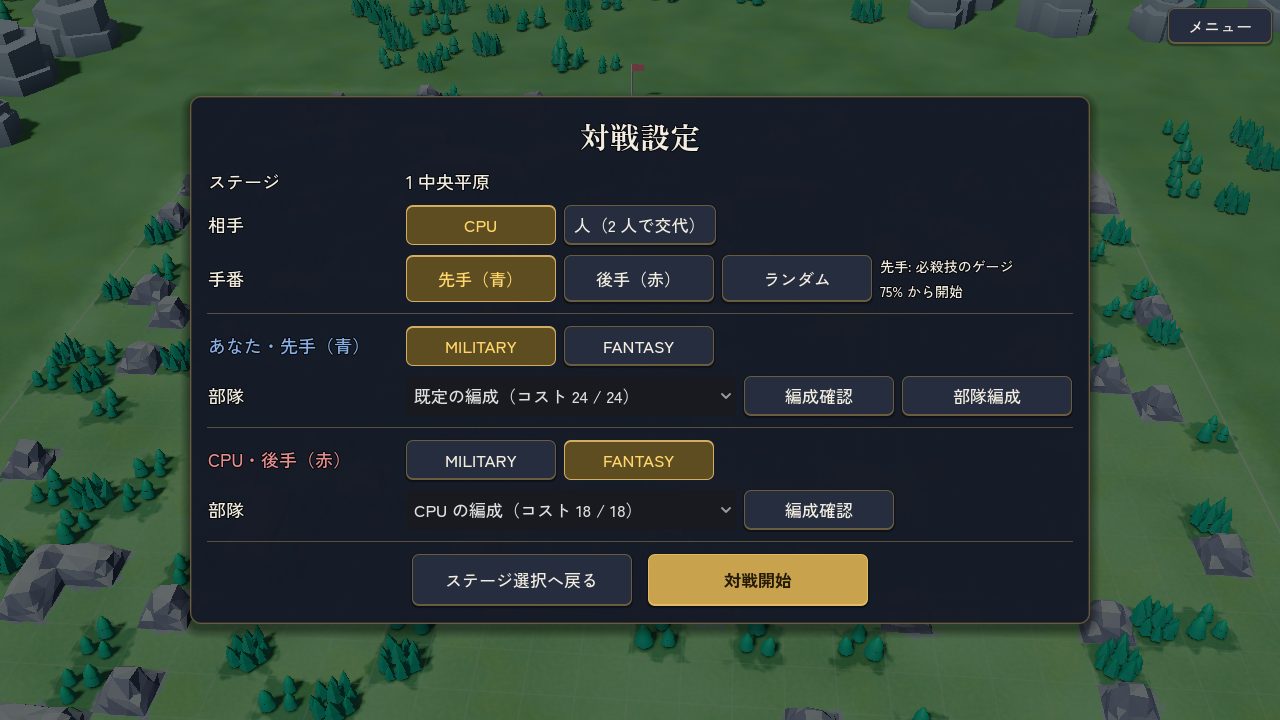 メニュー
対戦設定
ステージ 1 中央平原
相手 CPU 人（2 人で交代）
手番 先手（青） 後手（赤） ランダム 先手: 必殺技のゲージ
75% から開始
あなた・先手（青） MILITARY FANTASY
部隊 既定の編成（コスト 24 / 24） 編成確認 部隊編成
CPU・後手（赤） MILITARY FANTASY
部隊 CPU の編成（コスト 18 / 18） 編成確認
ステージ選択へ戻る 対戦開始